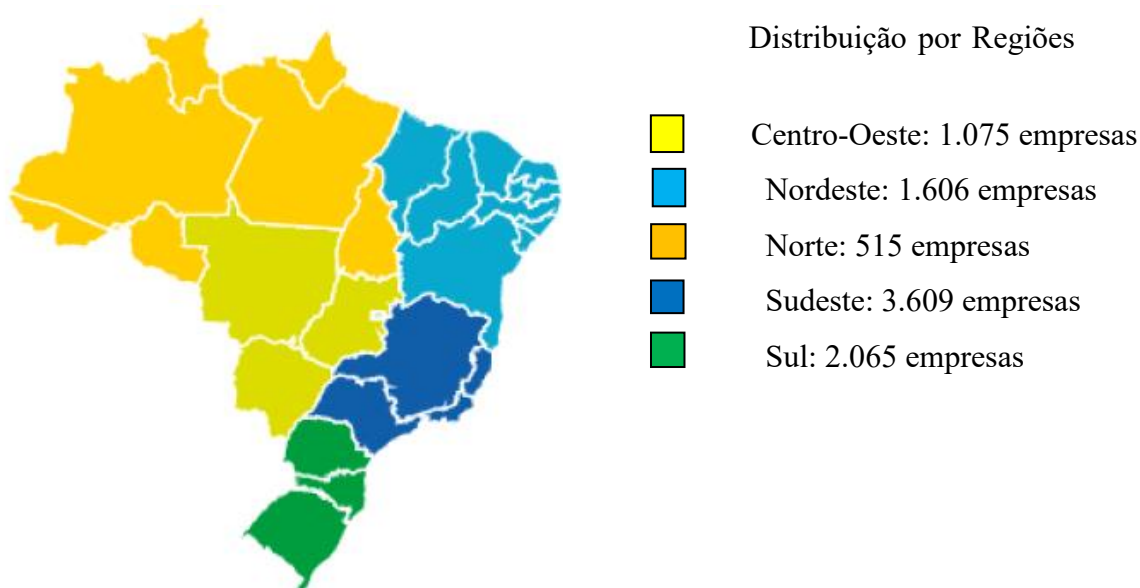 Distribuição por Regiões
Centro-Oeste: 1.075 empresas
Nordeste: 1.606 empresas
Norte: 515 empresas
Sudeste: 3.609 empresas
Sul: 2.065 empresas